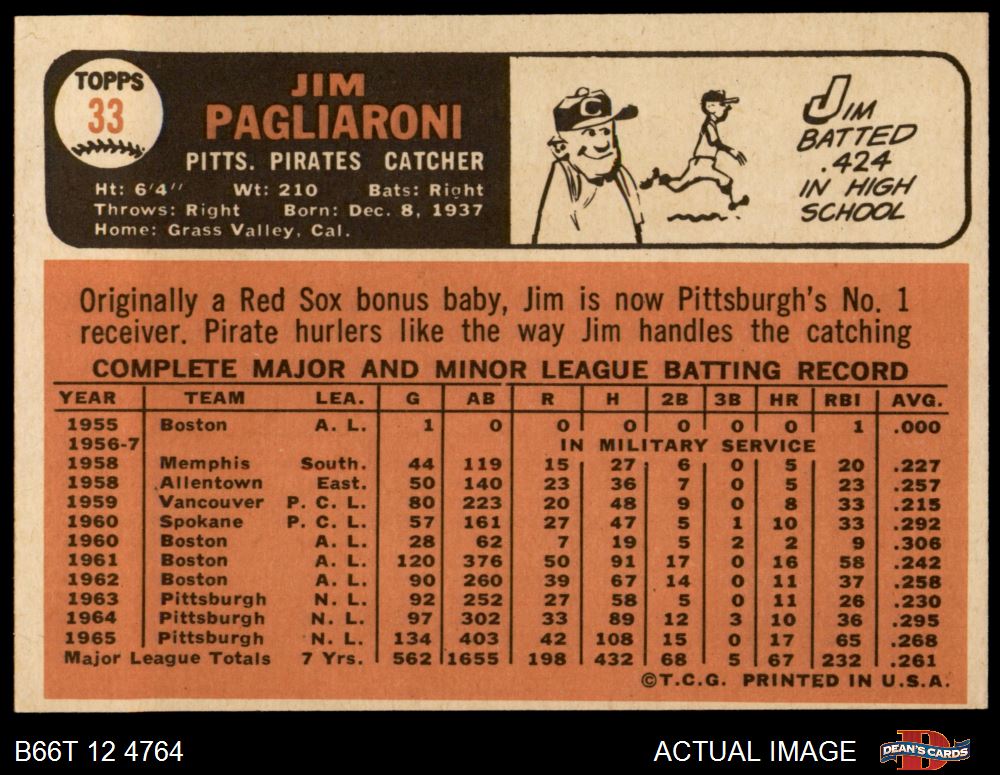 TOPPS
33
JIM
PAGLIARONI
PITTS. PIRATES CATCHER
Ht: 6'4" Wt: 210 Bats: Right
Throws: Right Born: Dec. 8, 1937
Home: Grass Valley, Cal.
C
JIM
BATTED
.424
IN HIGH
SCHOOL
Originally a Red Sox bonus baby, Jim is now Pittsburgh's No. 1
receiver. Pirate hurlers like the way Jim handles the catching
COMPLETE MAJOR AND MINOR LEAGUE BATTING RECORD
YEAR TEAM LEA. G AB R H 2B 3B HR RBI AVG.
1955 Boston A. L. 1 0 0 0 0 0 0 1 .000
1956-7 IN MILITARY SERVICE
1958 Memphis South. 44 119 15 27 6 0 5 20 .227
1958 Allentown East. 50 140 23 36 7 0 5 23 .257
1959 Vancouver P. C. L. 80 223 20 48 9 0 8 33 .215
1960 Spokane P. C. L. 57 161 27 47 5 1 10 33 .292
1960 Boston A. L. 28 62 7 19 5 2 2 9 .306
1961 Boston A. L. 120 376 50 91 17 0 16 58 .242
1962 Boston A. L. 90 260 39 67 14 0 11 37 .258
1963 Pittsburgh N. L. 92 252 27 58 5 0 11 26 .230
1964 Pittsburgh N. L. 97 302 33 89 12 3 10 36 .295
1965 Pittsburgh N. L. 134 403 42 108 15 0 17 65 .268
Major League Totals 7 Yrs. 562 1655 198 432 68 5 67 232 .261
©T.C.G. PRINTED IN U.S.A.
B66T 12 4764
ACTUAL IMAGE
D
DEAN'S CARDS